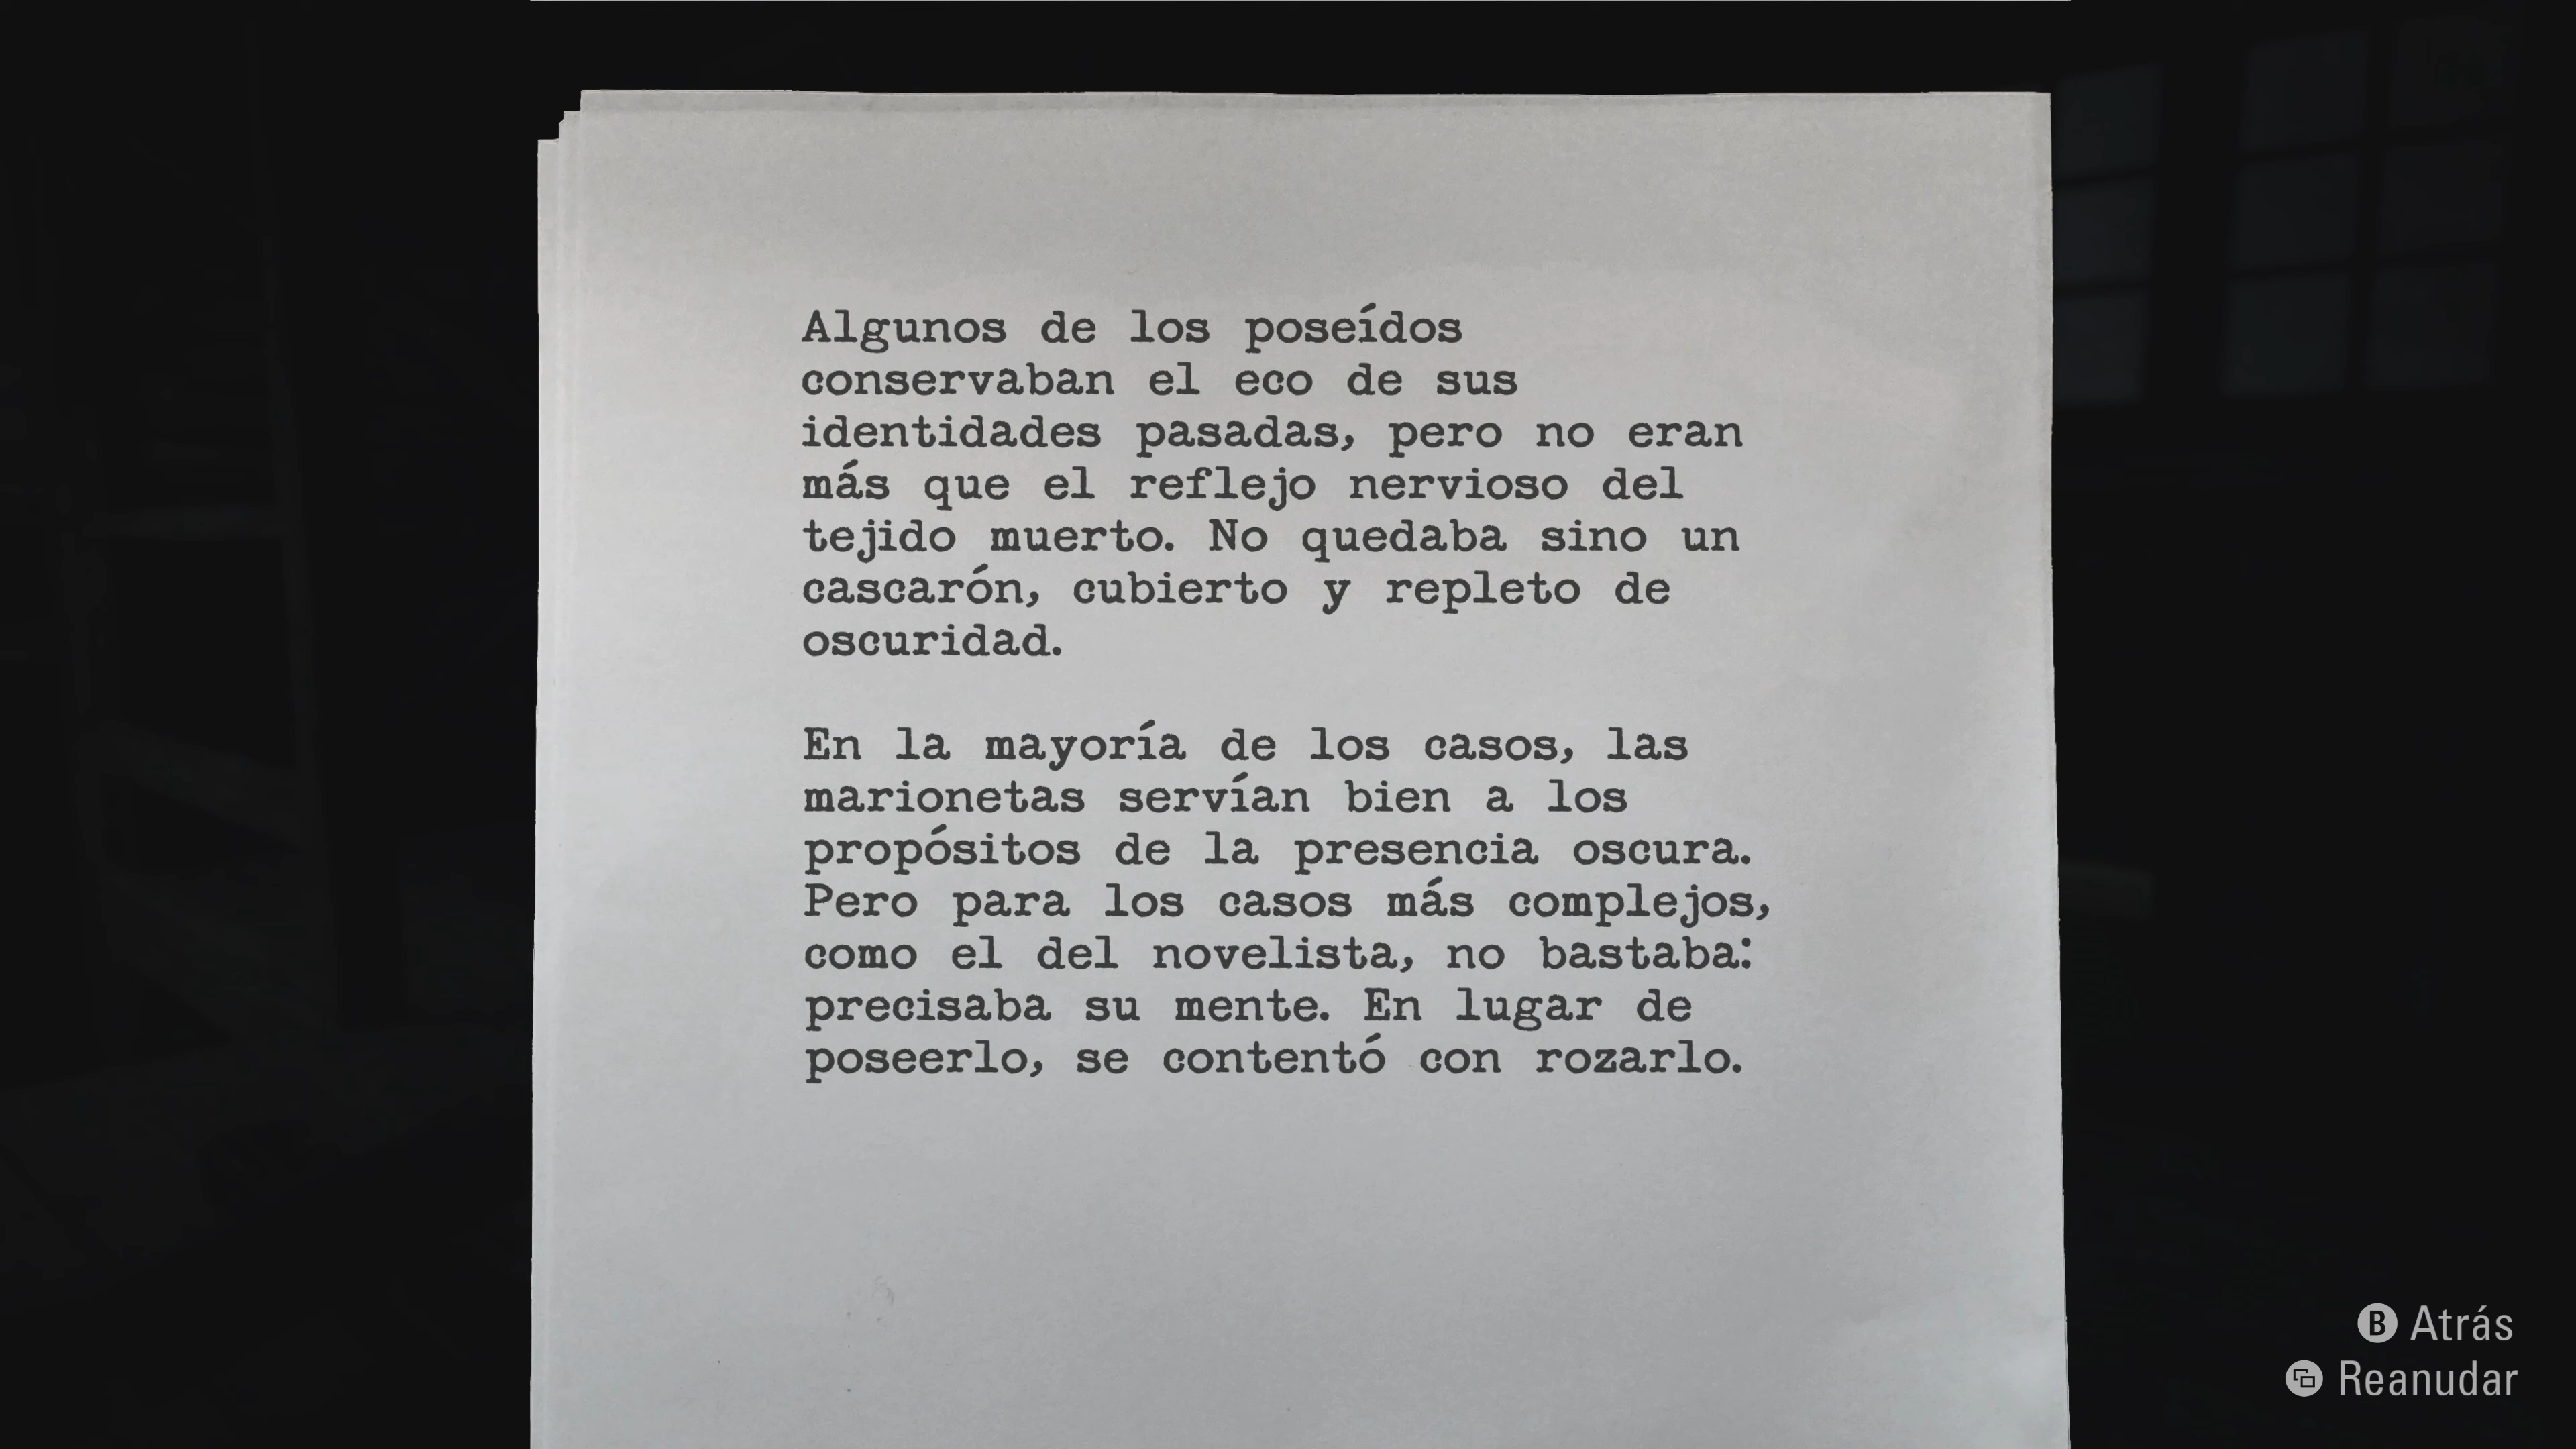 Algunos de los poseídos
conservaban el eco de sus
identidades pasadas, pero no eran
más que el reflejo nervioso del
tejido muerto. No quedaba sino un
cascarón, cubierto y repleto de
oscuridad.
En la mayoría de los casos, las
marionetas servían bien a los
propósitos de la presencia oscura.
Pero para los casos más complejos,
como el del novelista, no bastaba:
precisaba su mente. En lugar de
poseerlo, se contentó con rozarlo.
B Atrás
Reanudar